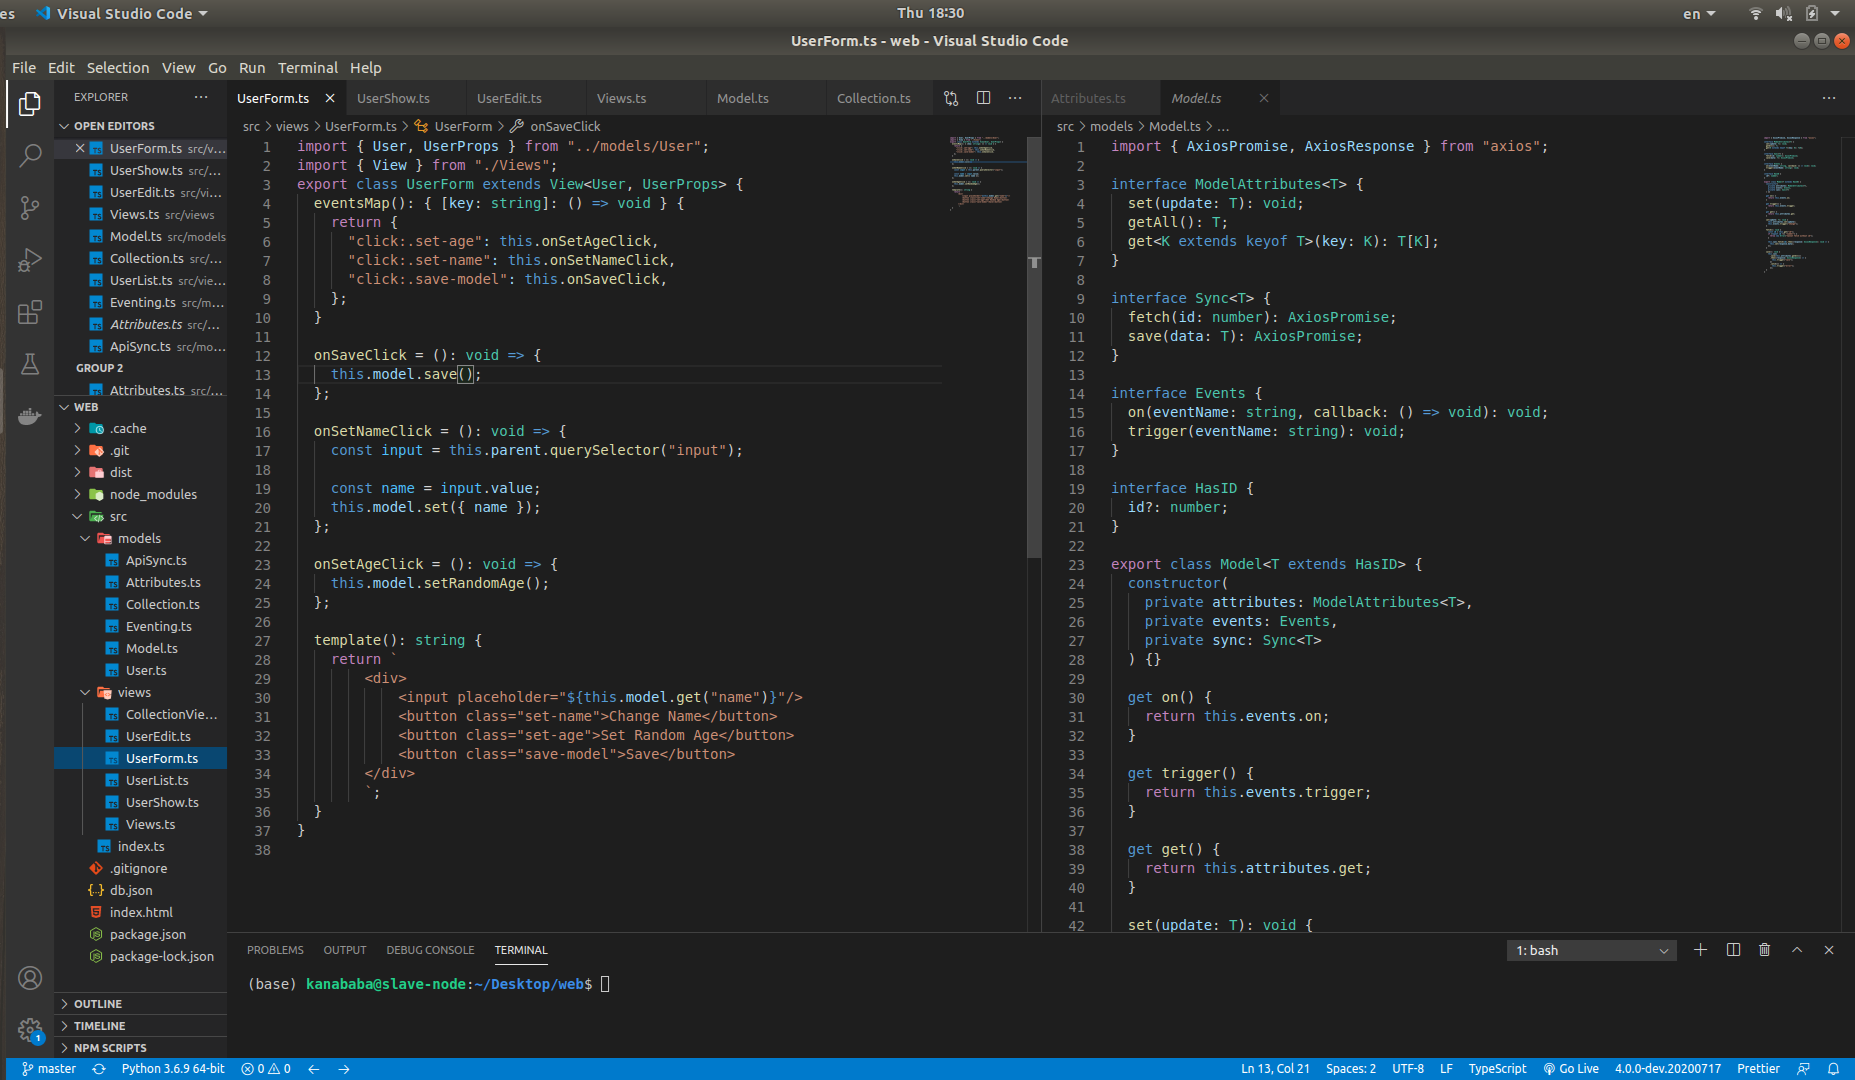 es Visual Studio Code Thu 18:30 en
UserForm.ts - web - Visual Studio Code
File Edit Selection View Go Run Terminal Help
EXPLORER ···
OPEN EDITORS
UserForm.ts src/v...
UserShow.ts src/...
UserEdit.ts src/vi...
Views.ts src/views
Model.ts src/models
Collection.ts src/...
UserList.ts src/vie...
Eventing.ts src/m...
Attributes.ts src/...
ApiSync.ts src/mo...
GROUP 2
Attributes.ts src/...
WEB
.cache
.git
dist
node_modules
src
models
ApiSync.ts
Attributes.ts
Collection.ts
Eventing.ts
Model.ts
User.ts
views
CollectionVie...
UserEdit.ts
UserForm.ts
UserList.ts
UserShow.ts
Views.ts
index.ts
.gitignore
db.json
index.html
package.json
package-lock.json
OUTLINE
TIMELINE
NPM SCRIPTS
UserForm.ts UserShow.ts UserEdit.ts Views.ts Model.ts Collection.ts ···
src > views > UserForm.ts > UserForm > onSaveClick
1 import { User, UserProps } from "../models/User";
2 import { View } from "./Views";
3 export class UserForm extends View<User, UserProps> {
4 eventsMap(): { [key: string]: () => void } {
5 return {
6 "click:.set-age": this.onSetAgeClick,
7 "click:.set-name": this.onSetNameClick,
8 "click:.save-model": this.onSaveClick,
9 };
10 }
11
12 onSaveClick = (): void => {
13 this.model.save();
14 };
15
16 onSetNameClick = (): void => {
17 const input = this.parent.querySelector("input");
18
19 const name = input.value;
20 this.model.set({ name });
21 };
22
23 onSetAgeClick = (): void => {
24 this.model.setRandomAge();
25 };
26
27 template(): string {
28 return `
29 <div>
30 <input placeholder="${this.model.get("name")}"/>
31 <button class="set-name">Change Name</button>
32 <button class="set-age">Set Random Age</button>
33 <button class="save-model">Save</button>
34 </div>
35 `;
36 }
37 }
38
Attributes.ts Model.ts ···
src > models > Model.ts > ...
1 import { AxiosPromise, AxiosResponse } from "axios";
2
3 interface ModelAttributes<T> {
4 set(update: T): void;
5 getAll(): T;
6 get<K extends keyof T>(key: K): T[K];
7 }
8
9 interface Sync<T> {
10 fetch(id: number): AxiosPromise;
11 save(data: T): AxiosPromise;
12 }
13
14 interface Events {
15 on(eventName: string, callback: () => void): void;
16 trigger(eventName: string): void;
17 }
18
19 interface HasID {
20 id?: number;
21 }
22
23 export class Model<T extends HasID> {
24 constructor(
25 private attributes: ModelAttributes<T>,
26 private events: Events,
27 private sync: Sync<T>
28 ) {}
29
30 get on() {
31 return this.events.on;
32 }
33
34 get trigger() {
35 return this.events.trigger;
36 }
37
38 get get() {
39 return this.attributes.get;
40 }
41
42 set(update: T): void {
PROBLEMS OUTPUT DEBUG CONSOLE TERMINAL 1: bash
(base) kanababa@slave-node:~/Desktop/web$
1
master Python 3.6.9 64-bit 0 0 Ln 13, Col 21 Spaces: 2 UTF-8 LF TypeScript Go Live 4.0.0-dev.20200717 Prettier